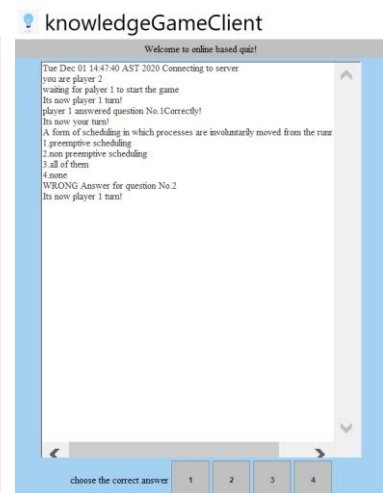 knowledgeGameClient
Welcome to online based quiz!
Tue Dec 01 14:47:40 AST 2020 Connecting to server
you are player 2
waiting for palyer 1 to start the game
Its now player 1 turn!
player 1 answered question No.1Correctly!
Its now your turn!
A form of scheduling in which processes are involuntarily moved from the runr
1.preemptive scheduling
2.non preemptive scheduling
3.all of them
4.none
WRONG Answer for question No.2
Its now player 1 turn!
choose the correct answer 1 2 3 4